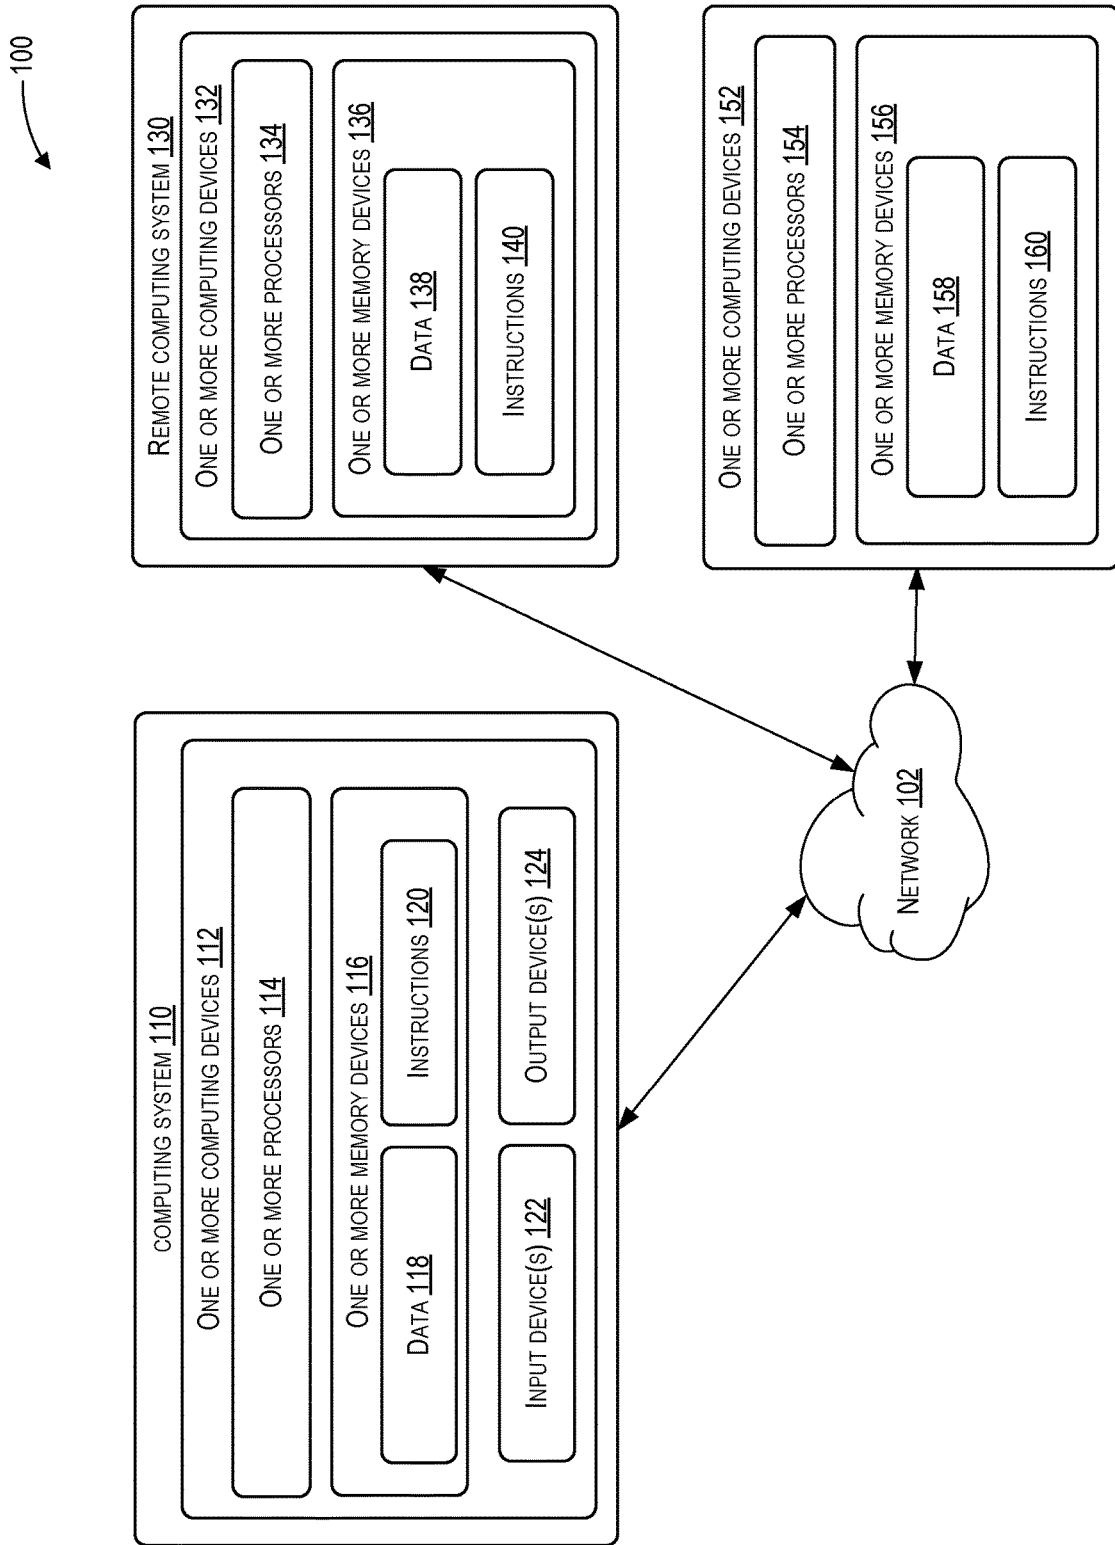 100
COMPUTING SYSTEM 110
ONE OR MORE COMPUTING DEVICES 112
ONE OR MORE PROCESSORS 114
ONE OR MORE MEMORY DEVICES 116
DATA 118
INSTRUCTIONS 120
INPUT DEVICE(S) 122
OUTPUT DEVICE(S) 124
REMOTE COMPUTING SYSTEM 130
ONE OR MORE COMPUTING DEVICES 132
ONE OR MORE PROCESSORS 134
ONE OR MORE MEMORY DEVICES 136
DATA 138
INSTRUCTIONS 140
NETWORK 102
ONE OR MORE COMPUTING DEVICES 152
ONE OR MORE PROCESSORS 154
ONE OR MORE MEMORY DEVICES 156
DATA 158
INSTRUCTIONS 160